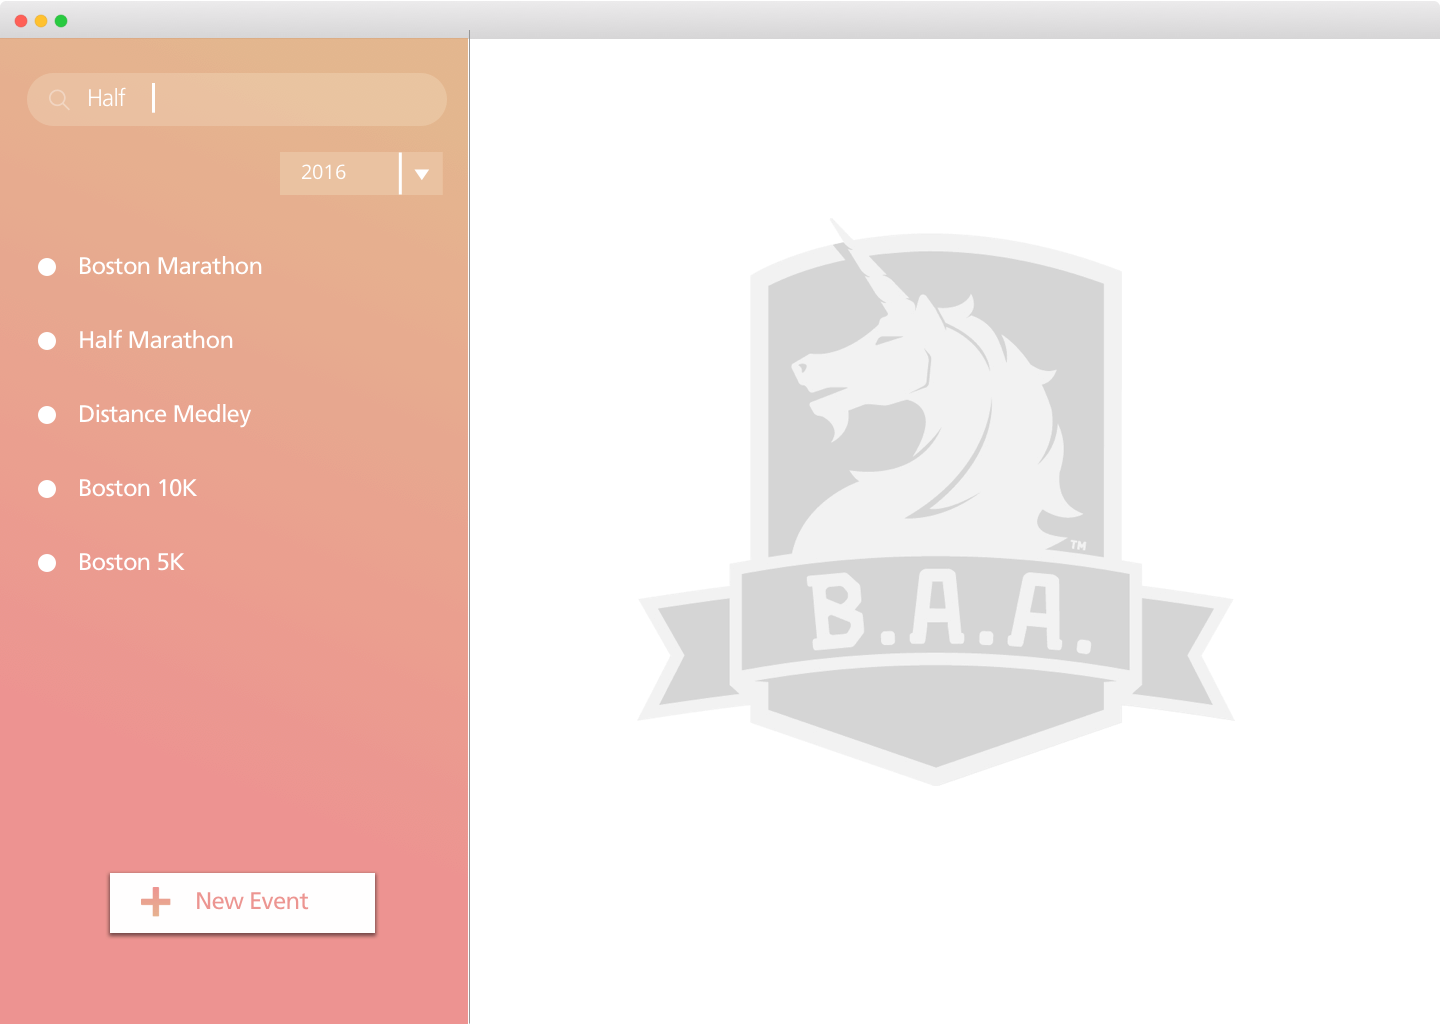 Half
2016
Boston Marathon
Half Marathon
Distance Medley
Boston 10K
Boston 5K
New Event
TM
B.A.A.